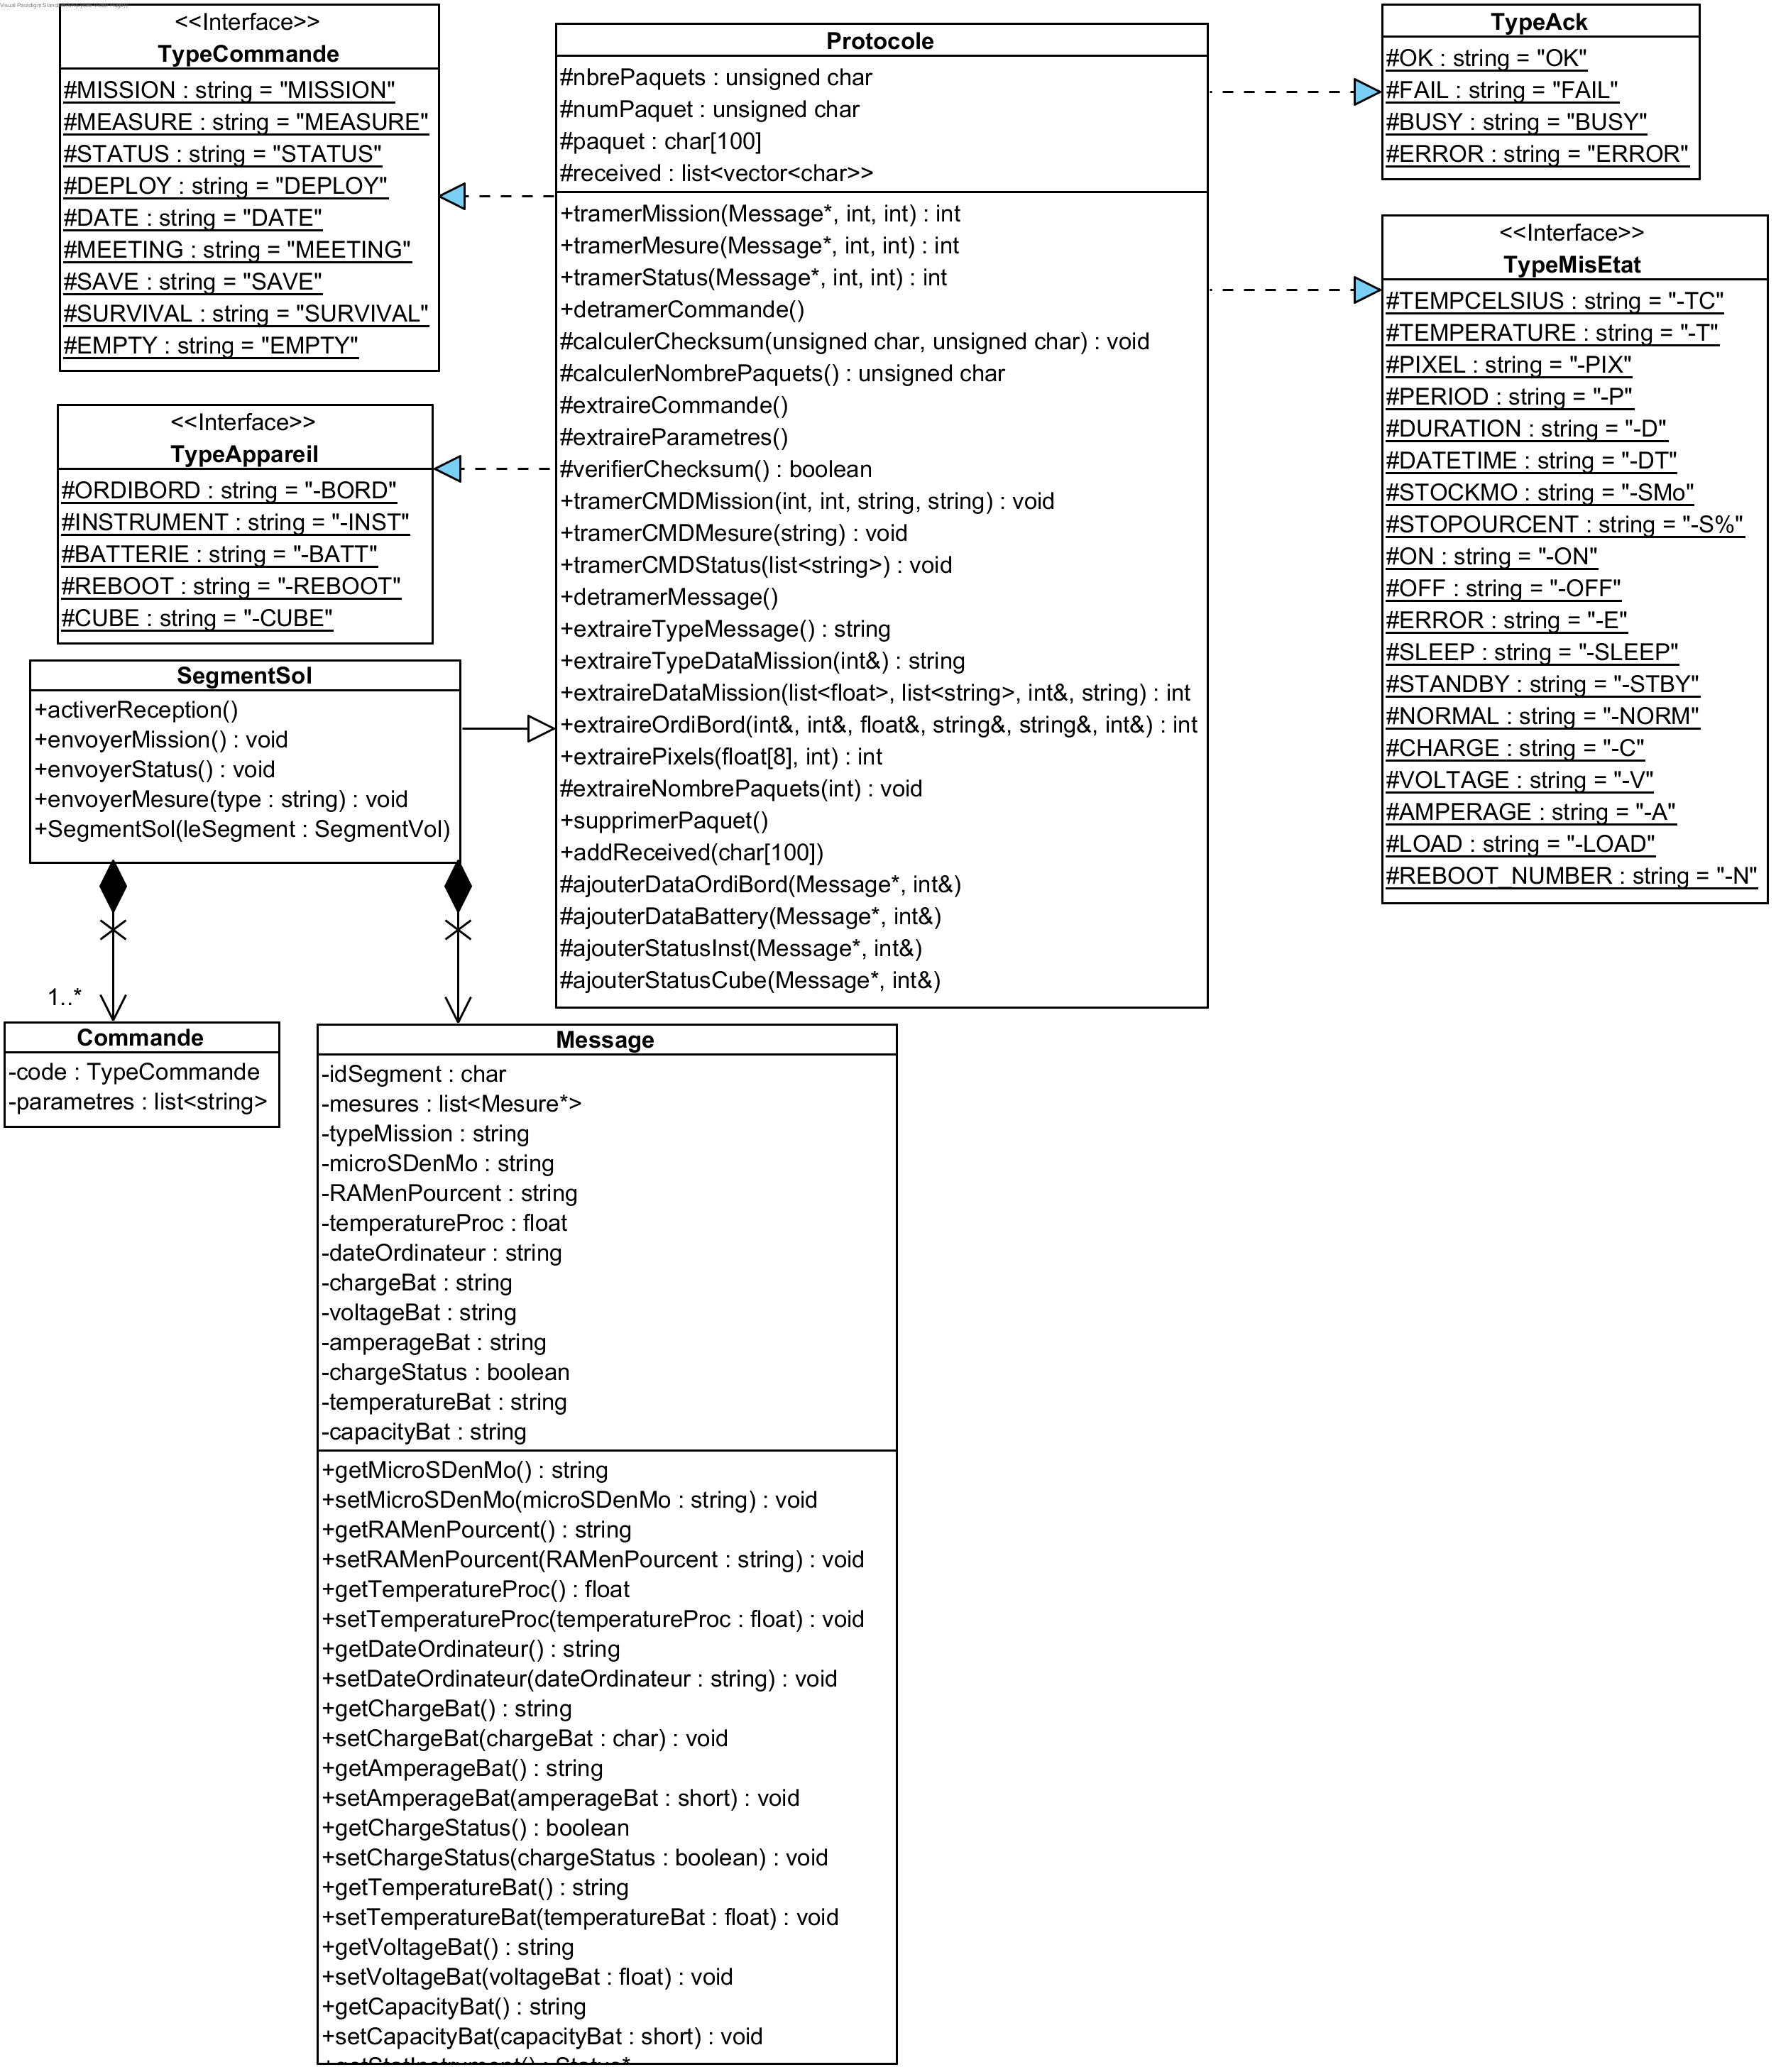 <<Interface>>
TypeCommande
#MISSION : string = "MISSION"
#MEASURE : string = "MEASURE"
#STATUS : string = "STATUS"
#DEPLOY : string = "DEPLOY"
#DATE : string = "DATE"
#MEETING : string = "MEETING"
#SAVE : string = "SAVE"
#SURVIVAL : string = "SURVIVAL"
#EMPTY : string = "EMPTY"
<<Interface>>
TypeAppareil
#ORDIBORD : string = "-BORD"
#INSTRUMENT : string = "-INST"
#BATTERIE : string = "-BATT"
#REBOOT : string = "-REBOOT"
#CUBE : string = "-CUBE"
SegmentSol
+activerReception()
+envoyerMission() : void
+envoyerStatus() : void
+envoyerMesure(type : string) : void
+SegmentSol(leSegment : SegmentVol)
1..*
Commande
-code : TypeCommande
-parametres : list<string>
Protocole
#nbrePaquets : unsigned char
#numPaquet : unsigned char
#paquet : char[100]
#received : list<vector<char>>
+tramerMission(Message*, int, int) : int
+tramerMesure(Message*, int, int) : int
+tramerStatus(Message*, int, int) : int
+detramerCommande()
#calculerChecksum(unsigned char, unsigned char) : void
#calculerNombrePaquets() : unsigned char
#extraireCommande()
#extraireParametres()
#verifierChecksum() : boolean
+tramerCMDMission(int, int, string, string) : void
+tramerCMDMesure(string) : void
+tramerCMDStatus(list<string>) : void
+detramerMessage()
+extraireTypeMessage() : string
+extraireTypeDataMission(int&) : string
+extraireDataMission(list<float>, list<string>, int&, string) : int
+extraireOrdiBord(int&, int&, float&, string&, string&, int&) : int
+extrairePixels(float[8], int) : int
#extraireNombrePaquets(int) : void
+supprimerPaquet()
+addReceived(char[100])
#ajouterDataOrdiBord(Message*, int&)
#ajouterDataBattery(Message*, int&)
#ajouterStatusInst(Message*, int&)
#ajouterStatusCube(Message*, int&)
TypeAck
#OK : string = "OK"
#FAIL : string = "FAIL"
#BUSY : string = "BUSY"
#ERROR : string = "ERROR"
<<Interface>>
TypeMisEtat
#TEMPCELSIUS : string = "-TC"
#TEMPERATURE : string = "-T"
#PIXEL : string = "-PIX"
#PERIOD : string = "-P"
#DURATION : string = "-D"
#DATETIME : string = "-DT"
#STOCKMO : string = "-SMo"
#STOPOURCENT : string = "-S%"
#ON : string = "-ON"
#OFF : string = "-OFF"
#ERROR : string = "-E"
#SLEEP : string = "-SLEEP"
#STANDBY : string = "-STBY"
#NORMAL : string = "-NORM"
#CHARGE : string = "-C"
#VOLTAGE : string = "-V"
#AMPERAGE : string = "-A"
#LOAD : string = "-LOAD"
#REBOOT_NUMBER : string = "-N"
Message
-idSegment : char
-mesures : list<Mesure*>
-typeMission : string
-microSDenMo : string
-RAMenPourcent : string
-temperatureProc : float
-dateOrdinateur : string
-chargeBat : string
-voltageBat : string
-amperageBat : string
-chargeStatus : boolean
-temperatureBat : string
-capacityBat : string
+getMicroSDenMo() : string
+setMicroSDenMo(microSDenMo : string) : void
+getRAMenPourcent() : string
+setRAMenPourcent(RAMenPourcent : string) : void
+getTemperatureProc() : float
+setTemperatureProc(temperatureProc : float) : void
+getDateOrdinateur() : string
+setDateOrdinateur(dateOrdinateur : string) : void
+getChargeBat() : string
+setChargeBat(chargeBat : char) : void
+getAmperageBat() : string
+setAmperageBat(amperageBat : short) : void
+getChargeStatus() : boolean
+setChargeStatus(chargeStatus : boolean) : void
+getTemperatureBat() : string
+setTemperatureBat(temperatureBat : float) : void
+getVoltageBat() : string
+setVoltageBat(voltageBat : float) : void
+getCapacityBat() : string
+setCapacityBat(capacityBat : short) : void